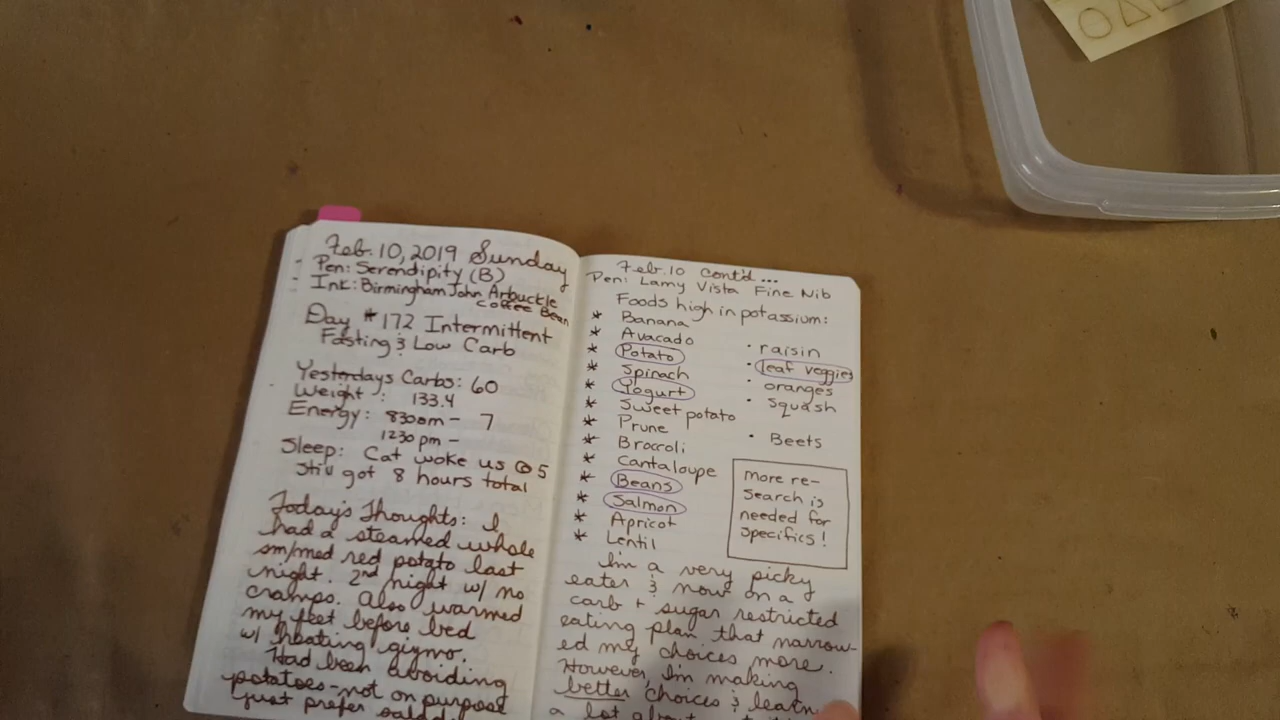 Feb. 10, 2019 Sunday
Pen: Serendipity (B)
Ink: Birmingham John Arbuckle
Coffee Bean
Day #172 Intermittent
Fasting & Low Carb
Yesterdays Carbs: 60
Weight: 133.4
Energy: 830am - 7
1230pm -
Sleep: Cat woke us @ 5
still got 8 hours total
Today's Thoughts: I
had a steamed whole
sm/med red potato last
night. 2nd night w/ no
cramps. Also warmed
my feet before bed
w/ heating gizmo.
Had been avoiding
potatoes - not on purpose
just prefer
Feb. 10 Cont'd...
Pen: Lamy Vista Fine Nib
Foods high in potassium:
* Banana
* Avacado
* Potato
* Spinach
* Yogurt
* Sweet potato
* Prune
* Broccoli
* Cantaloupe
* Beans
* Salmon
* Apricot
* Lentil
· raisin
· leaf veggies
· oranges
· Squash
· Beets
More re-
search is
needed for
specifics!
I'm a very picky
eater & now on a
carb + sugar restricted
eating plan that narrow-
ed my choices more.
However, I'm making
better choices & learn
a lot about